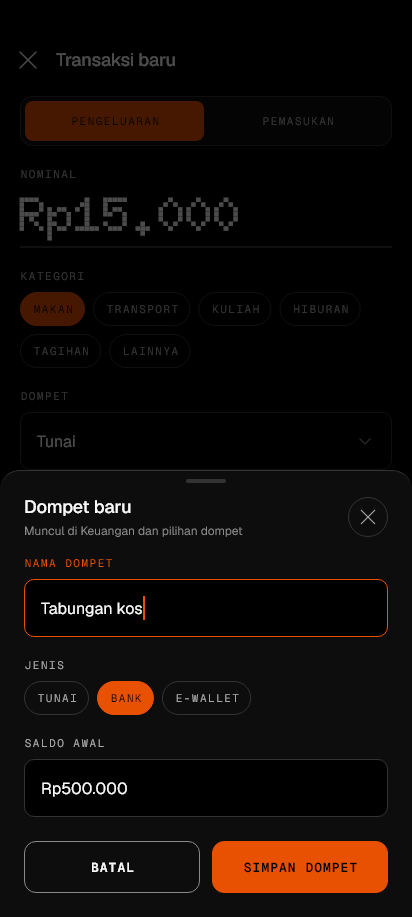 Transaksi baru
PENGELUARAN PEMASUKAN
NOMINAL
Rp15,000
KATEGORI
MAKAN TRANSPORT KULIAH HIBURAN
TAGIHAN LAINNYA
DOMPET
Tunai
Dompet baru
Muncul di Keuangan dan pilihan dompet
NAMA DOMPET
Tabungan kos
JENIS
TUNAI BANK E-WALLET
SALDO AWAL
Rp500.000
BATAL SIMPAN DOMPET